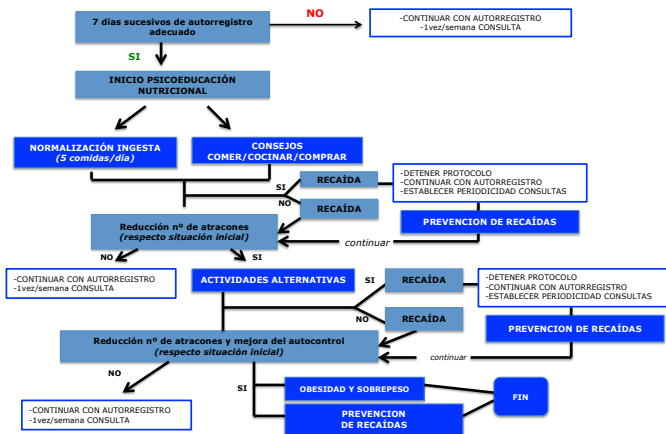 7 días sucesivos de autorregistro
adecuado
NO
-CONTINUAR CON AUTORREGISTRO
-1vez/semana CONSULTA
SI
INICIO PSICOEDUCACIÓN
NUTRICIONAL
NORMALIZACIÓN INGESTA
(5 comidas/día)
CONSEJOS
COMER/COCINAR/COMPRAR
SI
RECAÍDA
-DETENER PROTOCOLO
-CONTINUAR CON AUTORREGISTRO
-ESTABLECER PERIODICIDAD CONSULTAS
NO
RECAÍDA
PREVENCION DE RECAÍDAS
Reducción nº de atracones
(respecto situación inicial)
continuar
NO
SI
-CONTINUAR CON AUTORREGISTRO
-1vez/semana CONSULTA
ACTIVIDADES ALTERNATIVAS
SI
RECAÍDA
-DETENER PROTOCOLO
-CONTINUAR CON AUTORREGISTRO
-ESTABLECER PERIODICIDAD CONSULTAS
NO
RECAÍDA
PREVENCION DE RECAÍDAS
Reducción nº de atracones y mejora del autocontrol
(respecto situación inicial)
continuar
NO
SI
OBESIDAD Y SOBREPESO
FIN
-CONTINUAR CON AUTORREGISTRO
-1vez/semana CONSULTA
PREVENCION
DE RECAÍDAS